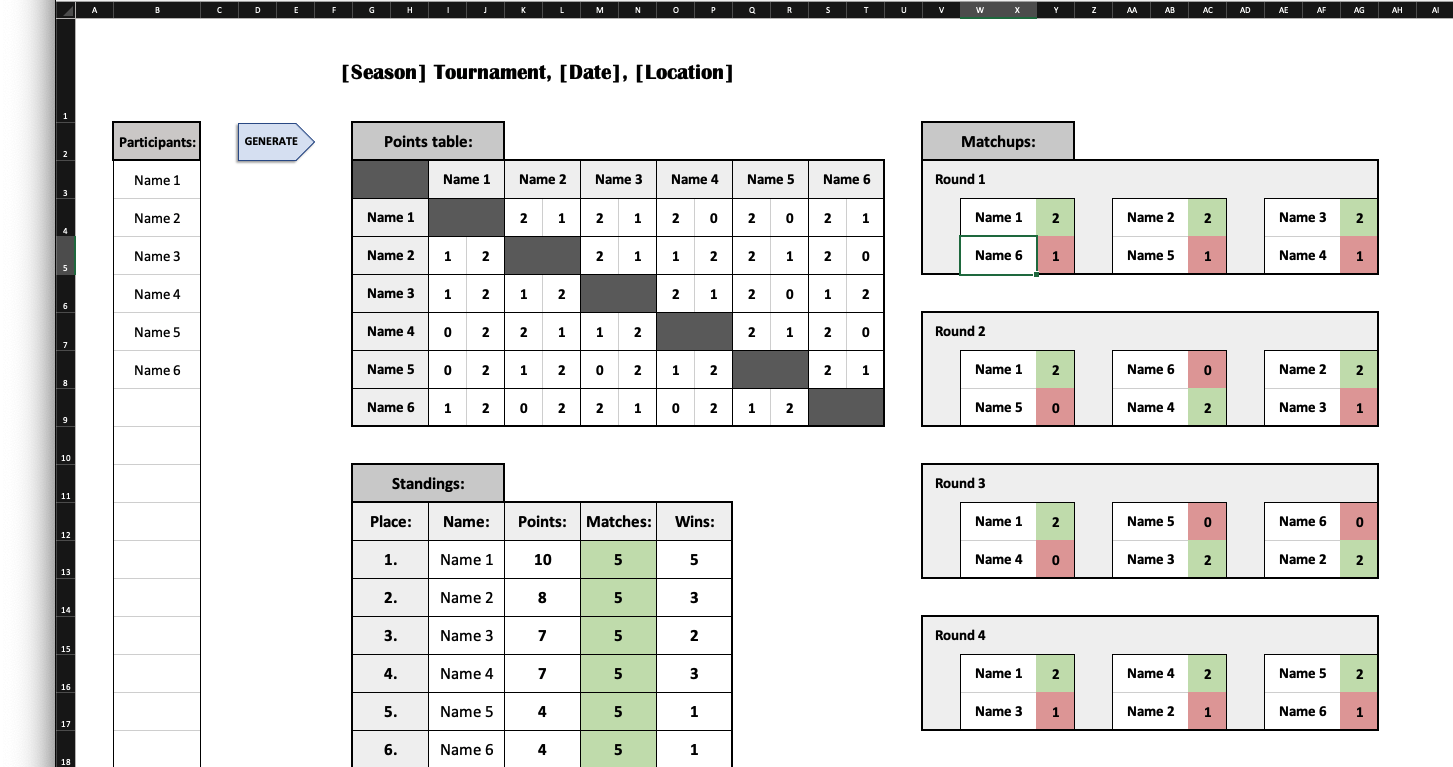 A B C D E F G H I J K L M N O P Q R S T U V W X Y Z AA AB AC AD AE AF AG AH AI
[Season] Tournament, [Date], [Location]
1
2 Participants: GENERATE Points table: Matchups:
3 Name 1 Name 1 Name 2 Name 3 Name 4 Name 5 Name 6 Round 1
4 Name 2 Name 1 2 1 2 1 2 0 2 0 2 1 Name 1 2 Name 2 2 Name 3 2
5 Name 3 Name 2 1 2 2 1 1 2 2 1 2 0 Name 6 1 Name 5 1 Name 4 1
6 Name 4 Name 3 1 2 1 2 2 1 2 0 1 2
7 Name 5 Name 4 0 2 2 1 1 2 2 1 2 0 Round 2
8 Name 6 Name 5 0 2 1 2 0 2 1 2 2 1 Name 1 2 Name 6 0 Name 2 2
9 Name 6 1 2 0 2 2 1 0 2 1 2 Name 5 0 Name 4 2 Name 3 1
10
11 Standings: Round 3
12 Place: Name: Points: Matches: Wins: Name 1 2 Name 5 0 Name 6 0
13 1. Name 1 10 5 5 Name 4 0 Name 3 2 Name 2 2
14 2. Name 2 8 5 3
15 3. Name 3 7 5 2 Round 4
16 4. Name 4 7 5 3 Name 1 2 Name 4 2 Name 5 2
17 5. Name 5 4 5 1 Name 3 1 Name 2 1 Name 6 1
18 6. Name 6 4 5 1